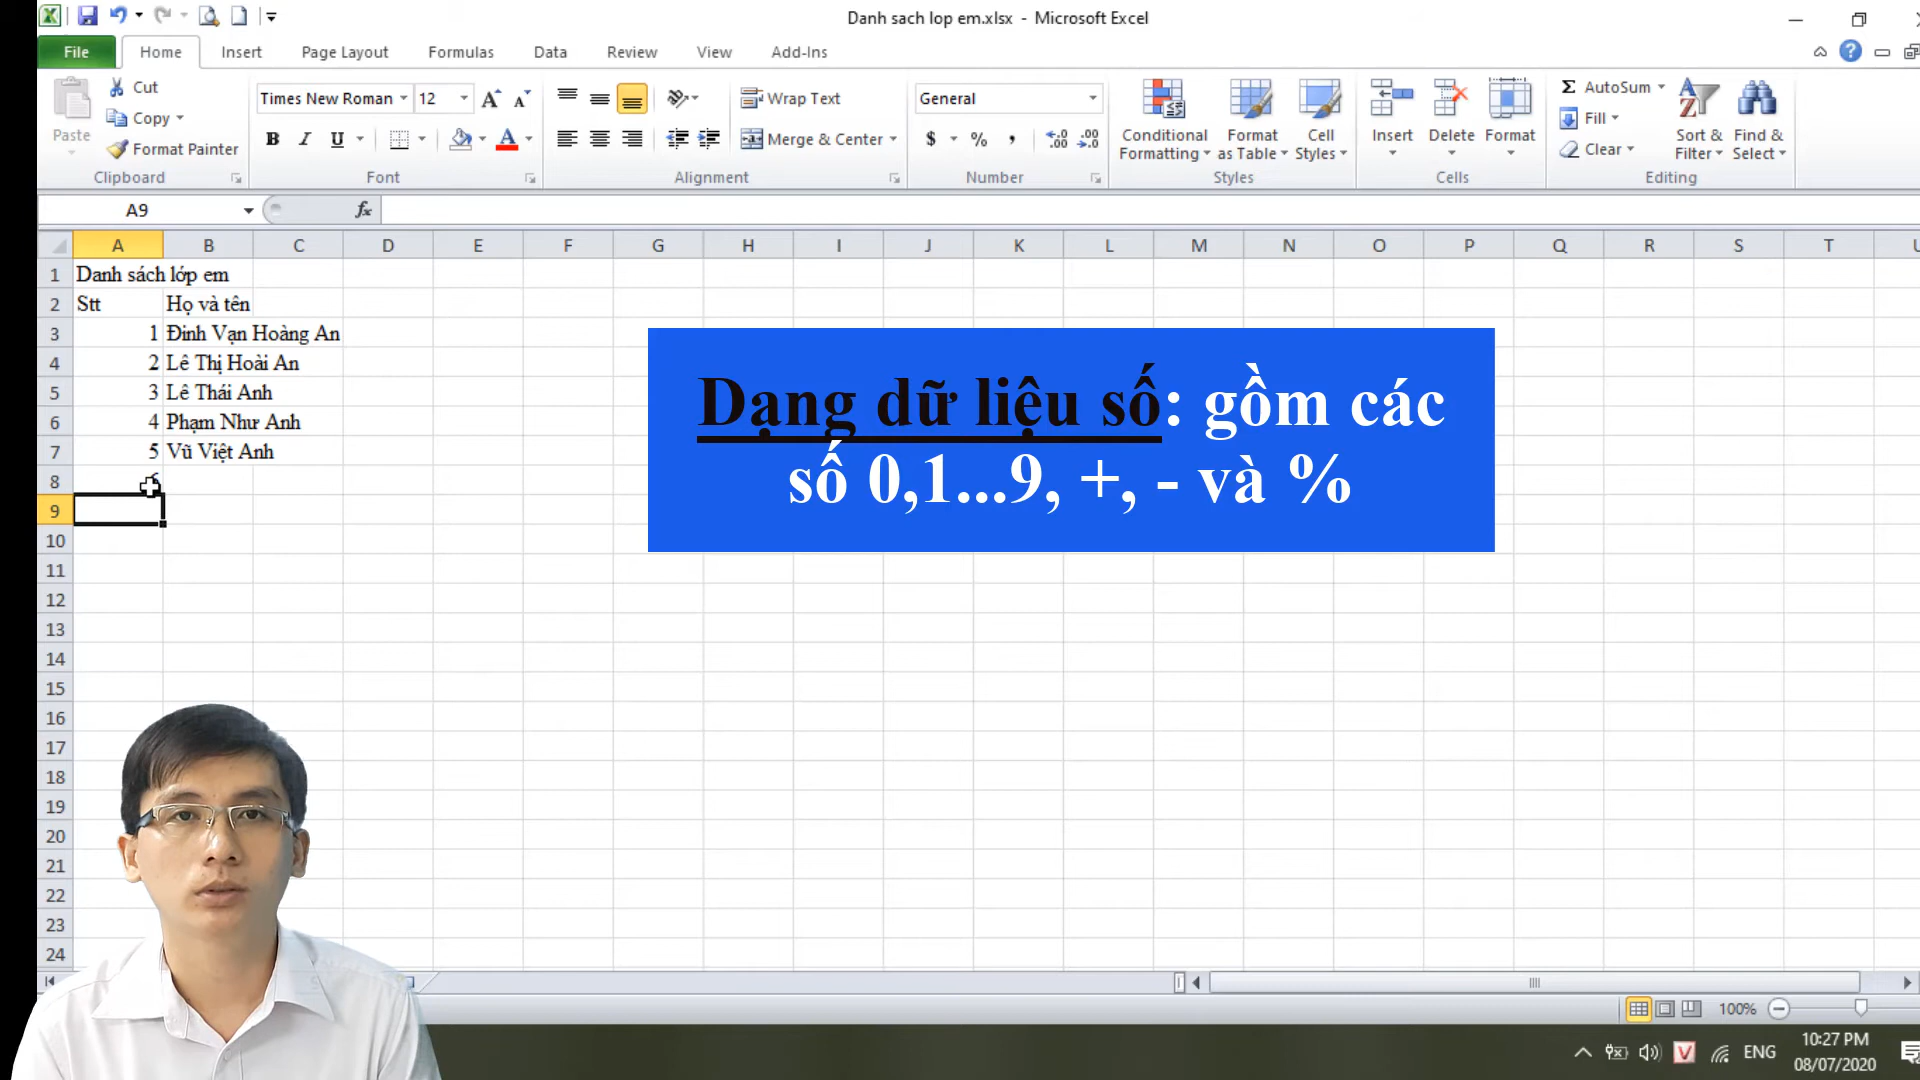 Danh sach lop em.xlsx - Microsoft Excel
File Home Insert Page Layout Formulas Data Review View Add-Ins
Paste Cut
Copy
Format Painter
Clipboard
Times New Roman 12
B I U A
Font
Wrap Text
Merge & Center
Alignment
General
$ % ,
Number
Conditional Formatting
Format as Table
Cell Styles
Styles
Insert Delete Format
Cells
Σ AutoSum
Fill
Clear
Sort & Filter
Find & Select
Editing
A9 fx
A B C D E F G H I J K L M N O P Q R S T U
1 Danh sách lớp em
2 Stt Họ và tên
3 1 Đinh Vạn Hoàng An
4 2 Lê Thị Hoài An
5 3 Lê Thái Anh
6 4 Phạm Như Anh
7 5 Vũ Việt Anh
8
9
10
11
12
13
14
15
16
17
18
19
20
21
22
23
24
Dạng dữ liệu số: gồm các
số 0,1...9, +, - và %
100%
ENG
10:27 PM
08/07/2020